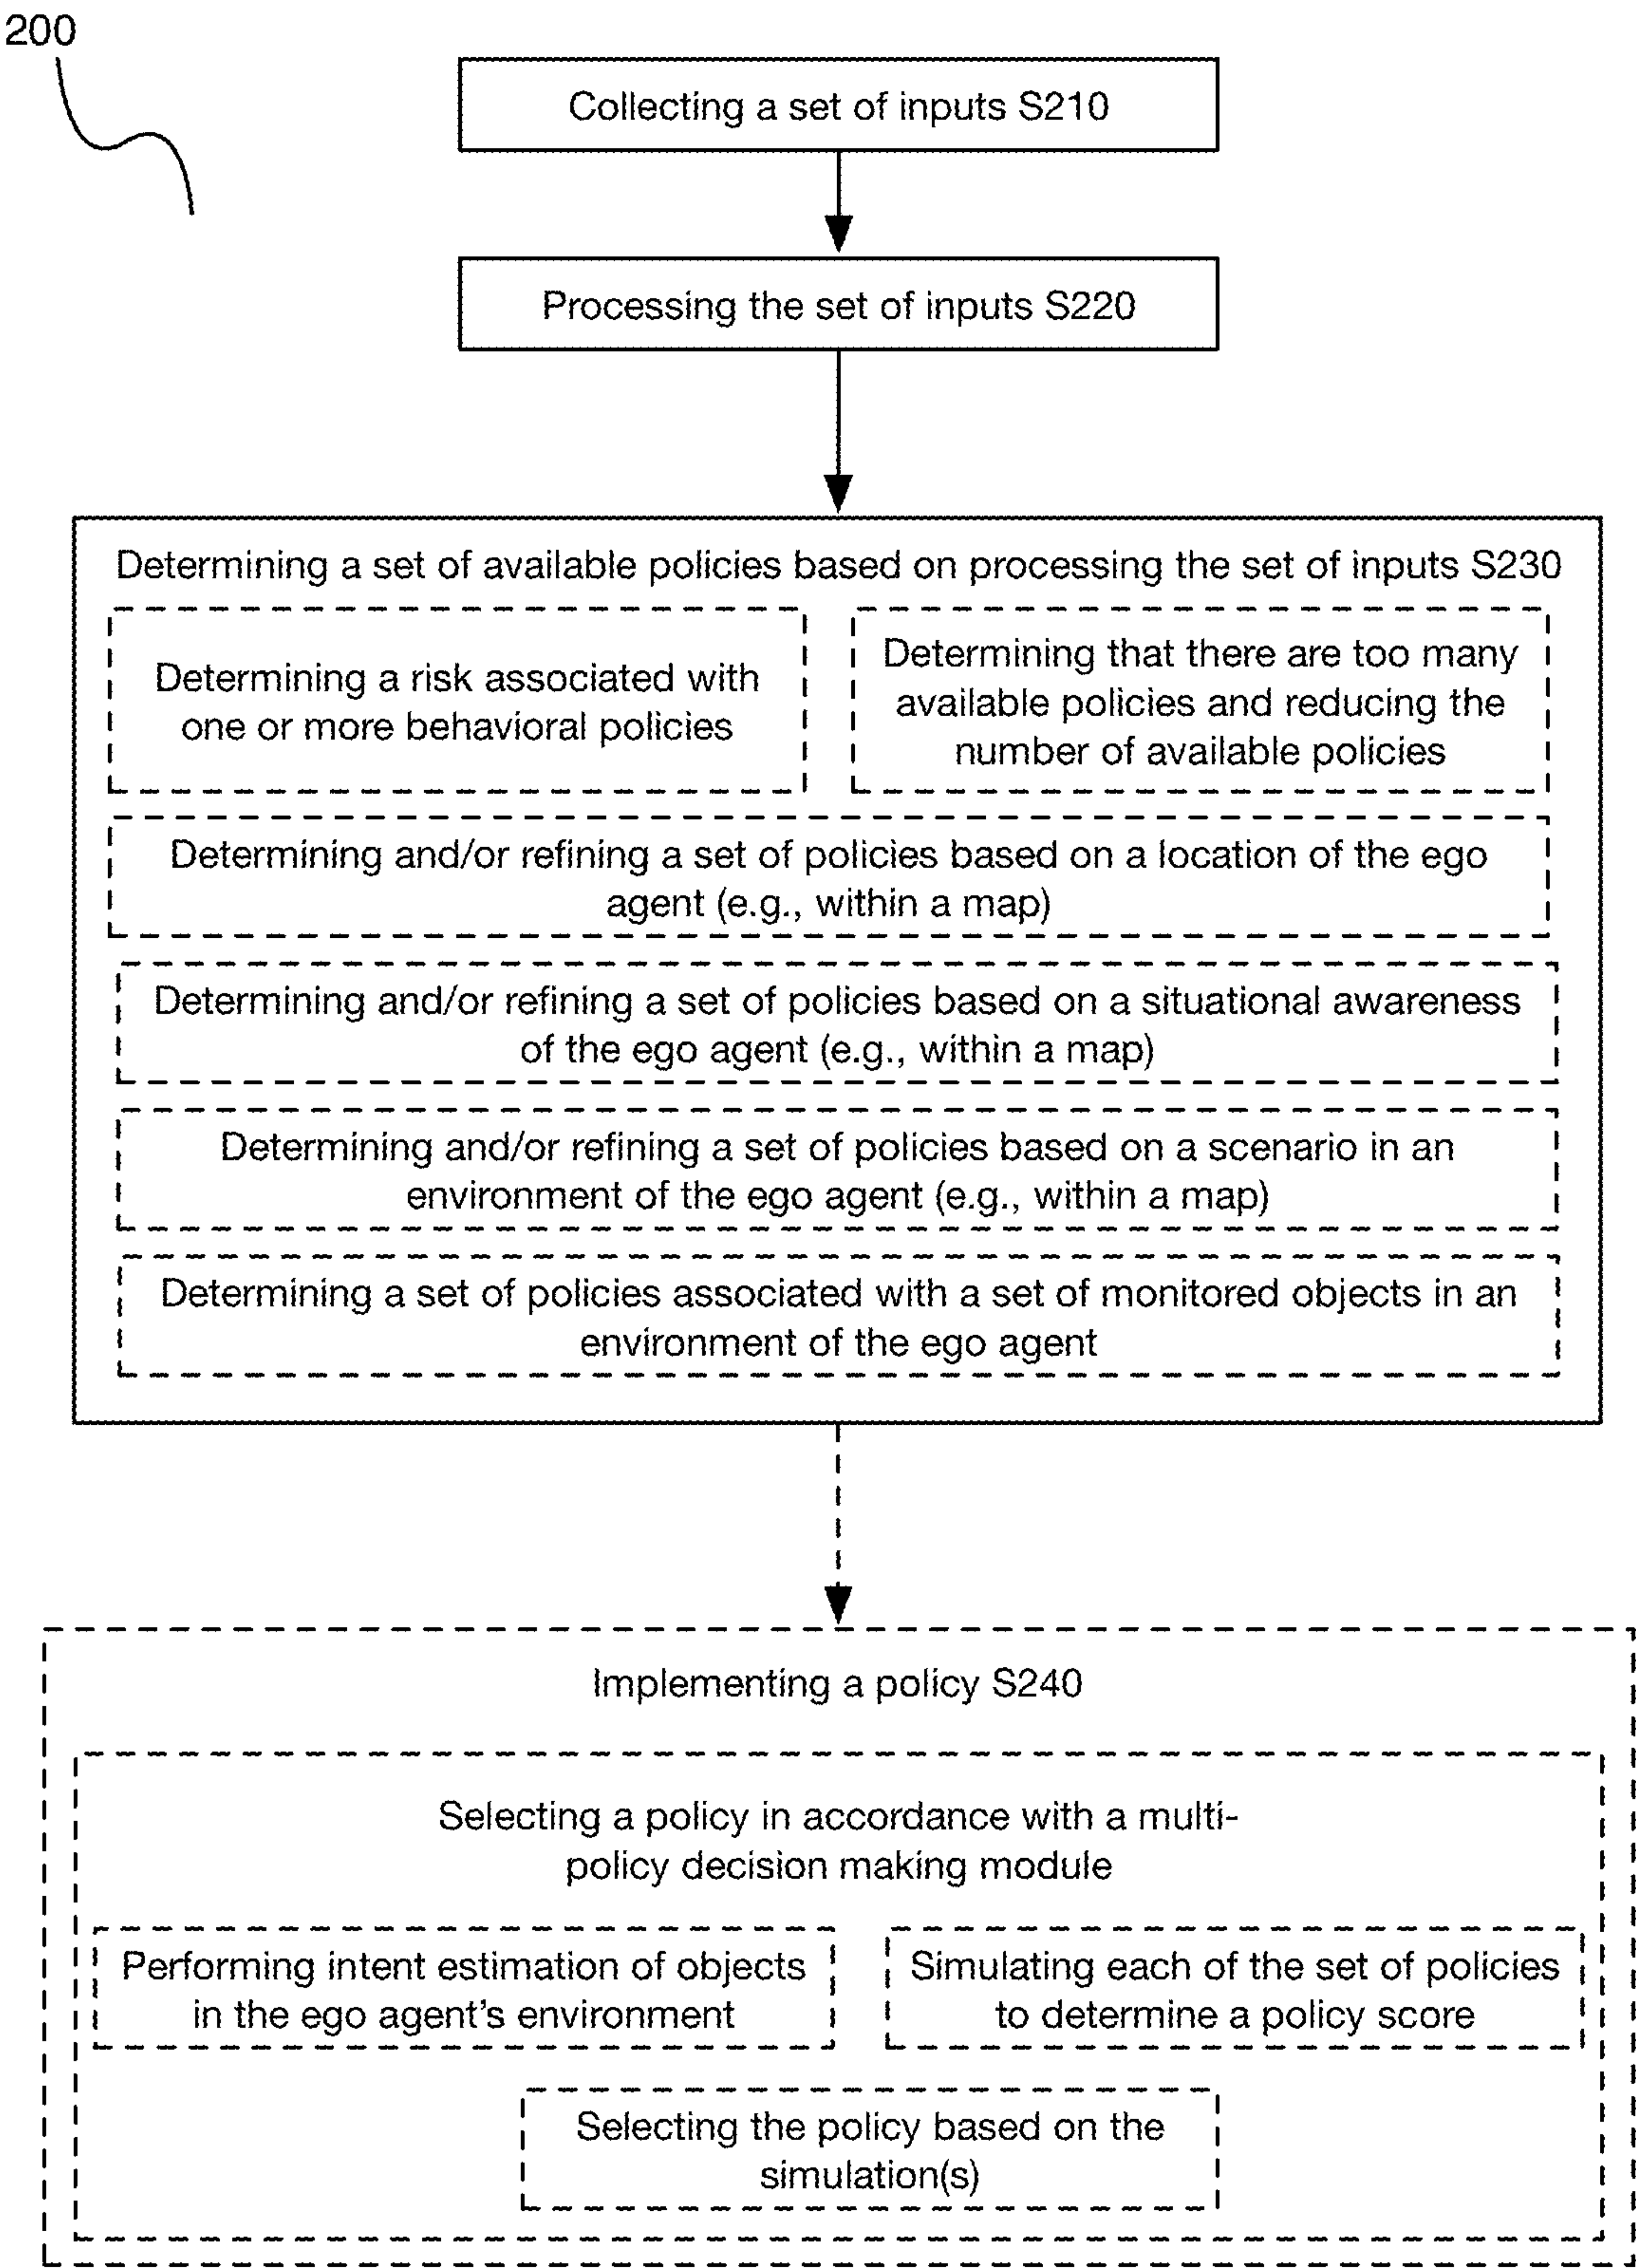 200
Collecting a set of inputs S210
Processing the set of inputs S220
Determining a set of available policies based on processing the set of inputs S230
Determining a risk associated with
one or more behavioral policies
Determining that there are too many
available policies and reducing the
number of available policies
Determining and/or refining a set of policies based on a location of the ego
agent (e.g., within a map)
Determining and/or refining a set of policies based on a situational awareness
of the ego agent (e.g., within a map)
Determining and/or refining a set of policies based on a scenario in an
environment of the ego agent (e.g., within a map)
Determining a set of policies associated with a set of monitored objects in an
environment of the ego agent
Implementing a policy S240
Selecting a policy in accordance with a multi-
policy decision making module
Performing intent estimation of objects
in the ego agent's environment
Simulating each of the set of policies
to determine a policy score
Selecting the policy based on the
simulation(s)